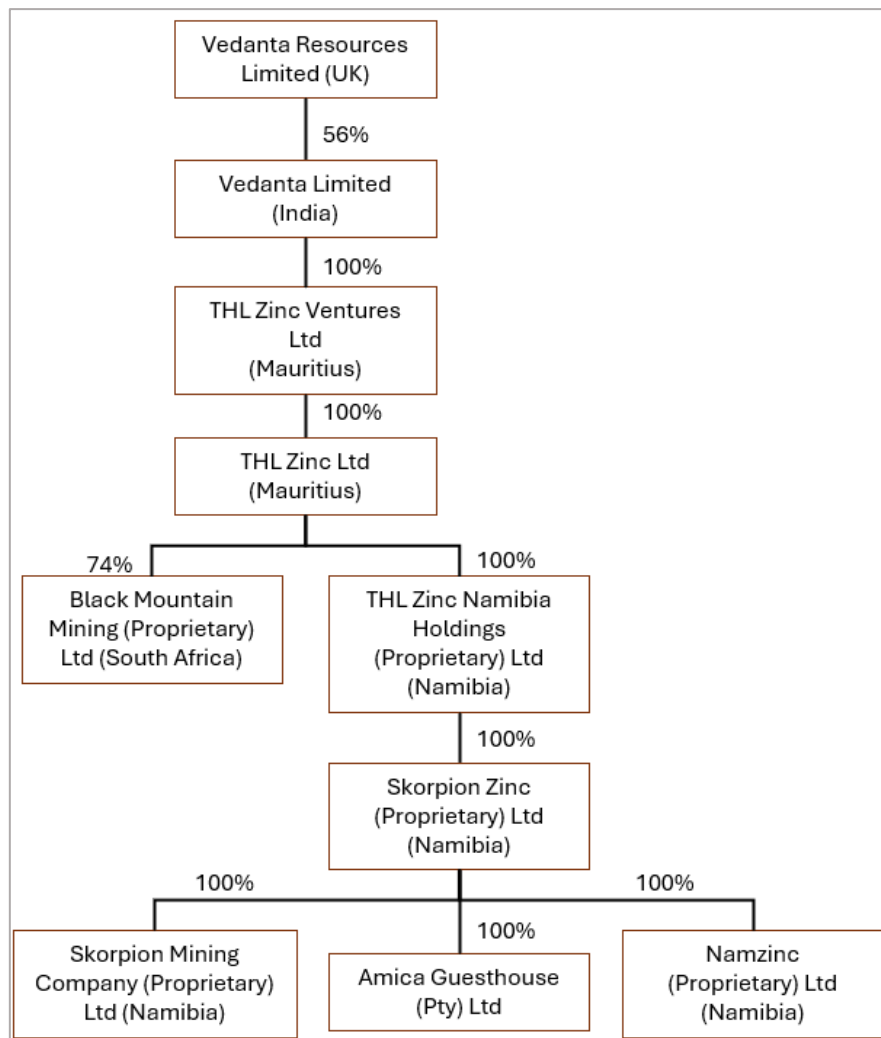 Vedanta Resources
Limited (UK)
56%
Vedanta Limited
(India)
100%
THL Zinc Ventures
Ltd
(Mauritius)
100%
THL Zinc Ltd
(Mauritius)
74%
100%
Black Mountain
Mining (Proprietary)
Ltd (South Africa)
THL Zinc Namibia
Holdings
(Proprietary) Ltd
(Namibia)
100%
Skorpion Zinc
(Proprietary) Ltd
(Namibia)
100%
100%
100%
Skorpion Mining
Company (Proprietary)
Ltd (Namibia)
Amica Guesthouse
(Pty) Ltd
Namzinc
(Proprietary) Ltd
(Namibia)